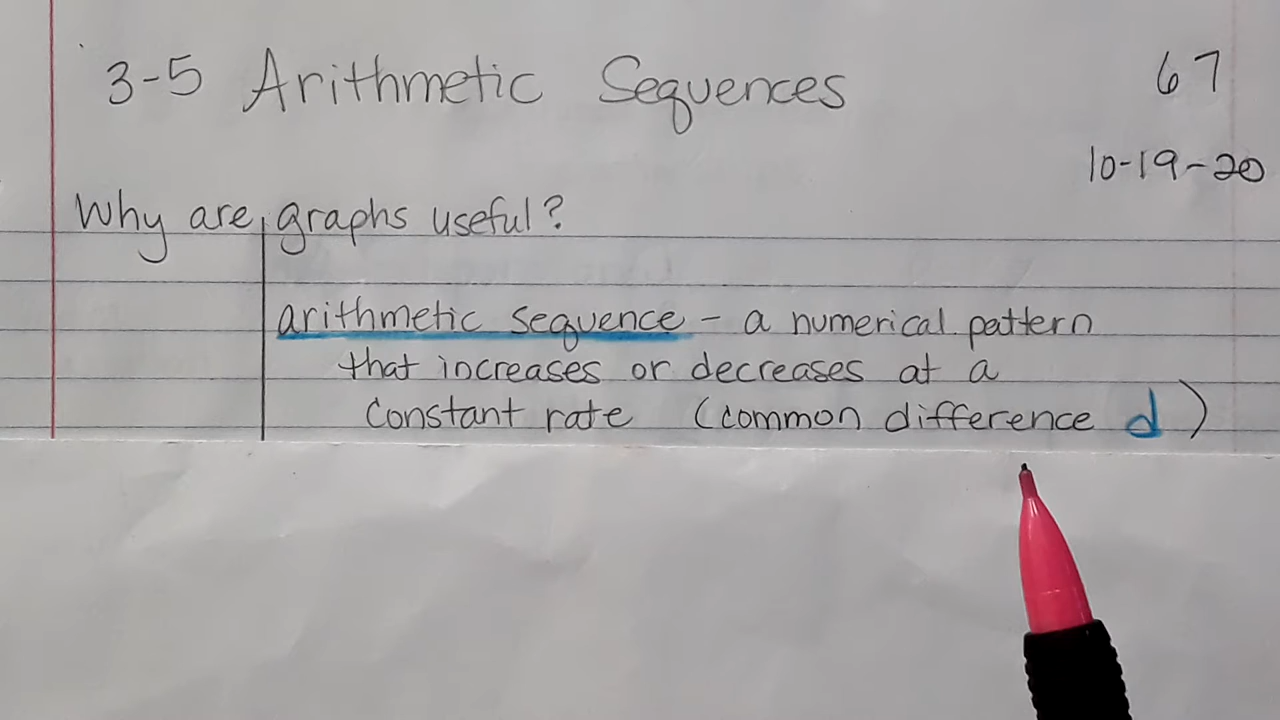 3-5 Arithmetic Sequences 67
10-19-20
Why are graphs useful?
arithmetic sequence - a numerical pattern
that increases or decreases at a
constant rate (common difference d)